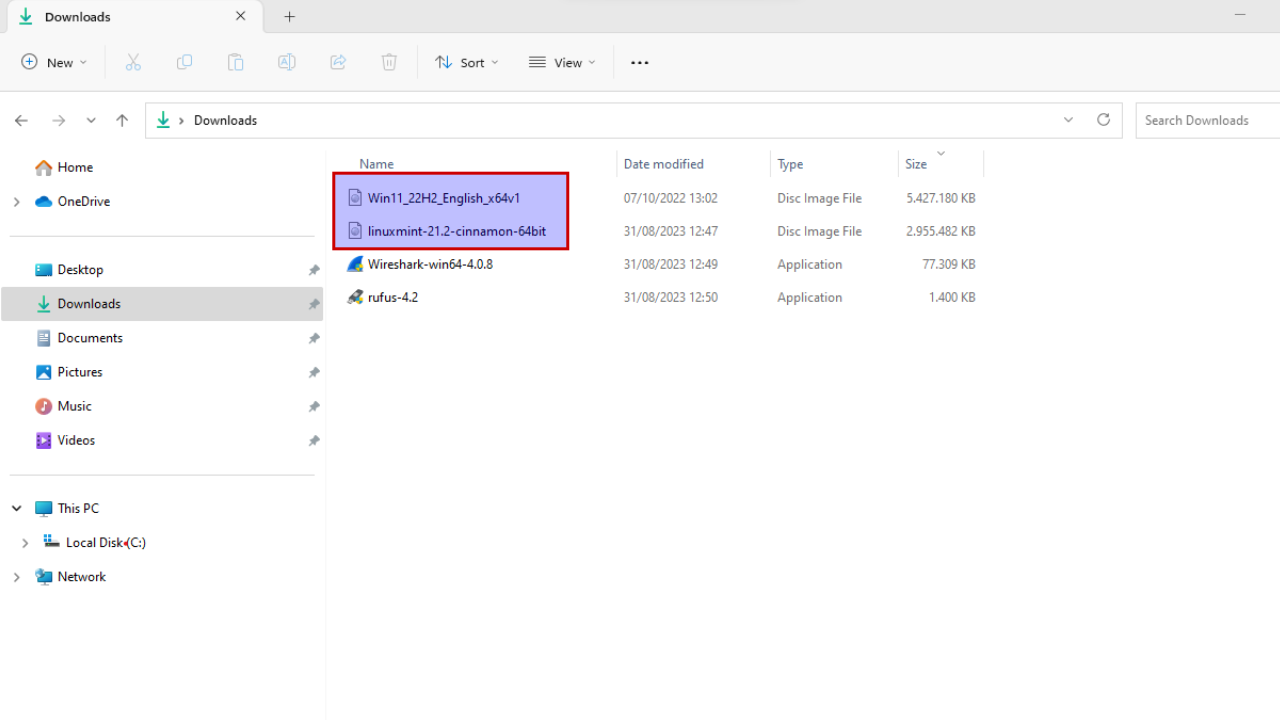 Downloads
New Sort View
Downloads Search Downloads
Name Date modified Type Size
Home
OneDrive
Desktop
Downloads
Documents
Pictures
Music
Videos
This PC
Local Disk (C:)
Network
Win11_22H2_English_x64v1 07/10/2022 13:02 Disc Image File 5.427.180 KB
linuxmint-21.2-cinnamon-64bit 31/08/2023 12:47 Disc Image File 2.955.482 KB
Wireshark-win64-4.0.8 31/08/2023 12:49 Application 77.309 KB
rufus-4.2 31/08/2023 12:50 Application 1.400 KB